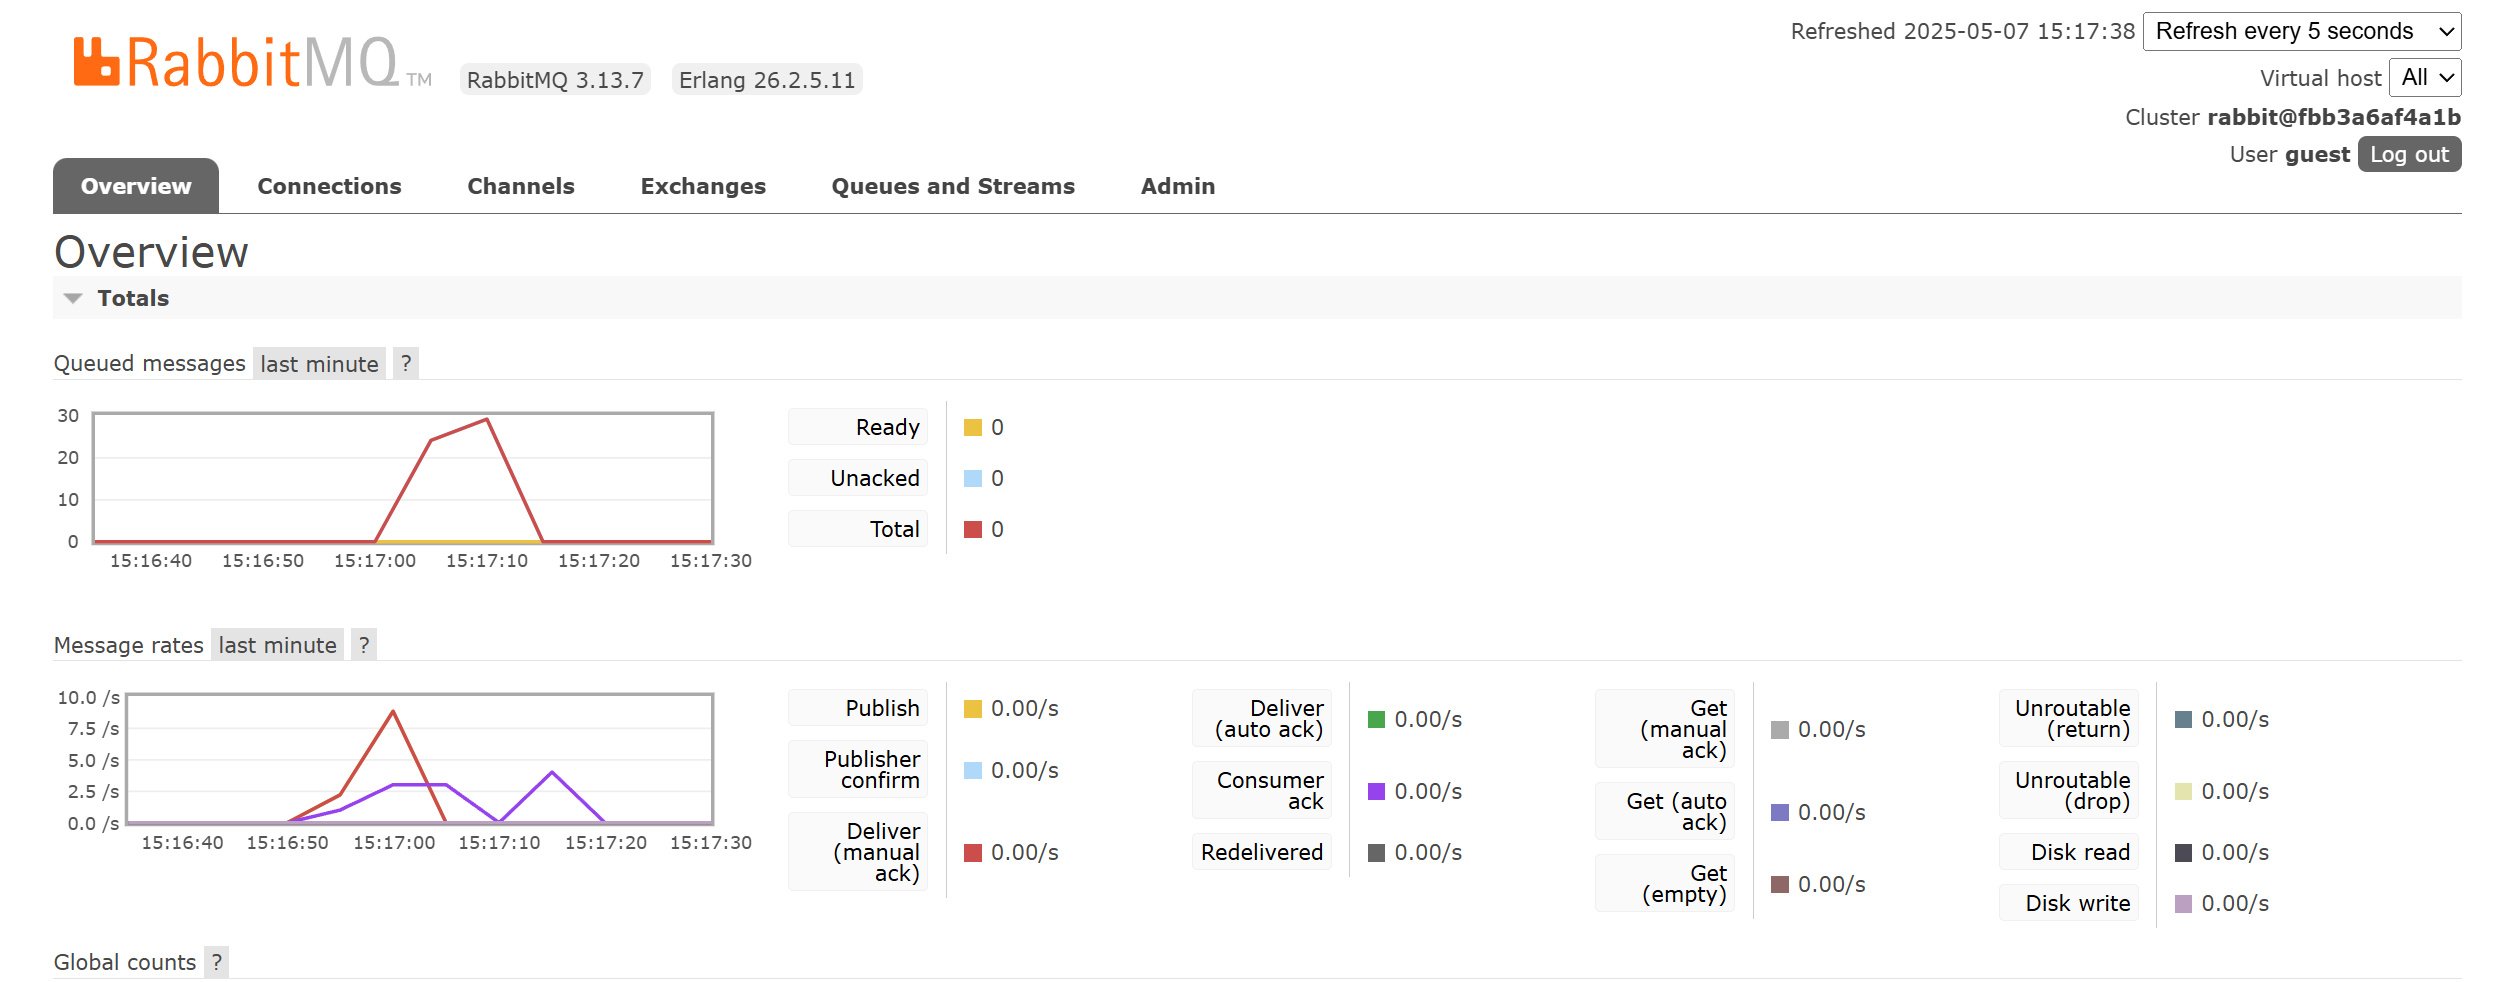 Refreshed 2025-05-07 15:17:38 Refresh every 5 seconds
RabbitMQ TM RabbitMQ 3.13.7 Erlang 26.2.5.11
Virtual host All
Cluster rabbit@fbb3a6af4a1b
User guest Log out
Overview Connections Channels Exchanges Queues and Streams Admin
Overview
Totals
Queued messages last minute ?
30
20
10
0
15:16:40 15:16:50 15:17:00 15:17:10 15:17:20 15:17:30
Ready 0
Unacked 0
Total 0
Message rates last minute ?
10.0 /s
7.5 /s
5.0 /s
2.5 /s
0.0 /s
15:16:40 15:16:50 15:17:00 15:17:10 15:17:20 15:17:30
Publish 0.00/s
Publisher
confirm 0.00/s
Deliver
(manual 0.00/s
ack)
Deliver
(auto ack) 0.00/s
Consumer
ack 0.00/s
Redelivered 0.00/s
Get
(manual 0.00/s
ack)
Get (auto
ack) 0.00/s
Get
(empty) 0.00/s
Unroutable
(return) 0.00/s
Unroutable
(drop) 0.00/s
Disk read 0.00/s
Disk write 0.00/s
Global counts ?